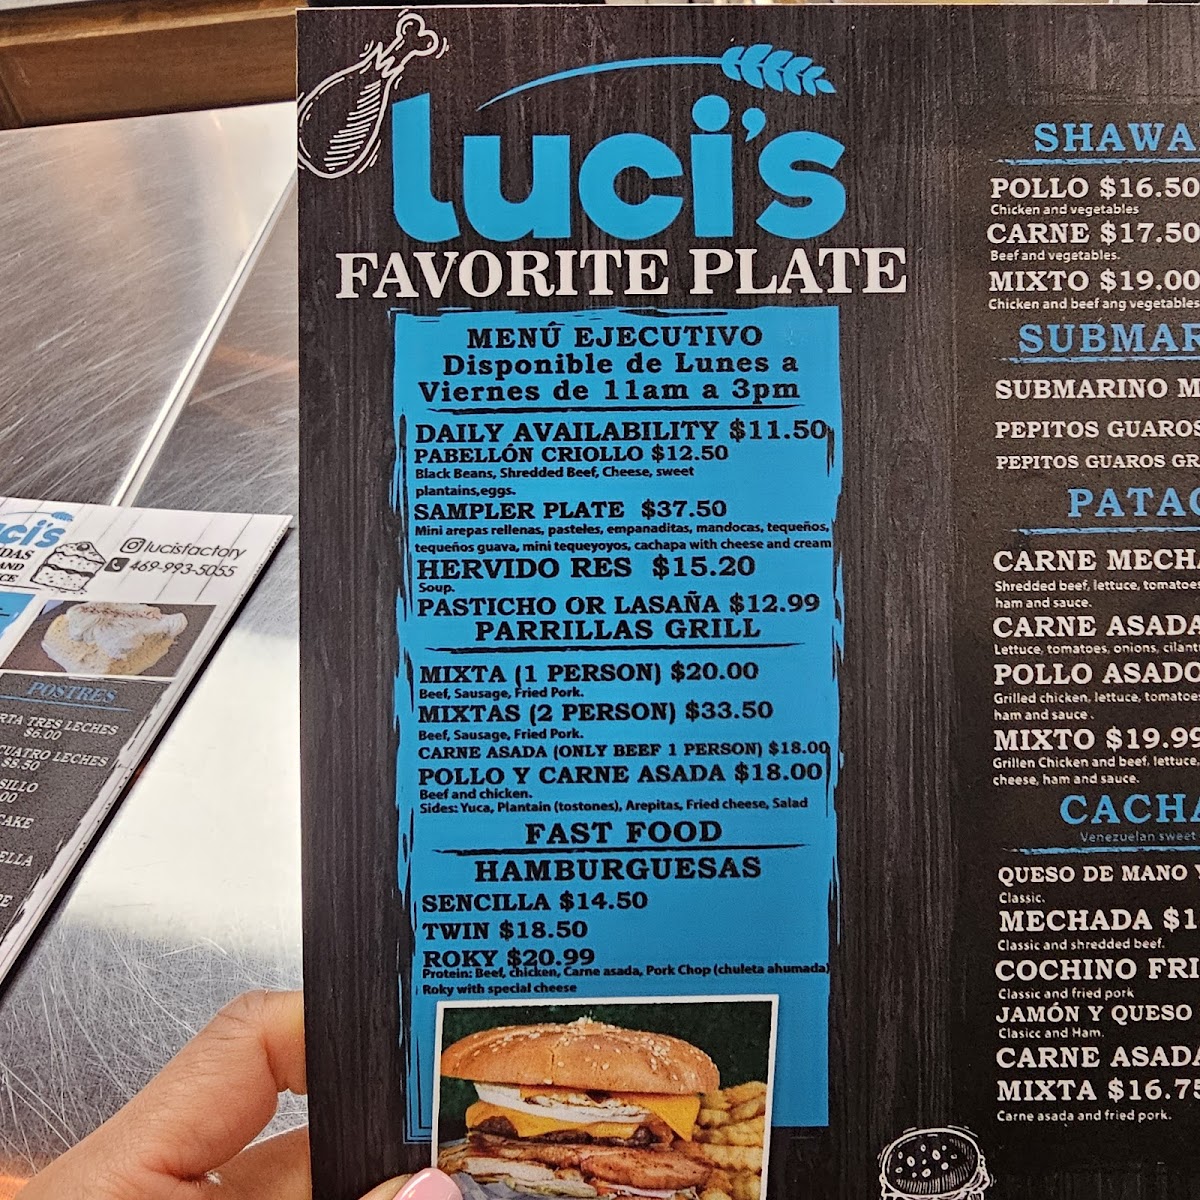 luci's
FAVORITE PLATE
MENÚ EJECUTIVO
Disponible de Lunes a
Viernes de 11am a 3pm
DAILY AVAILABILITY $11.50
PABELLÓN CRIOLLO $12.50
Black Beans, Shredded Beef, Cheese, sweet
plantains,eggs.
SAMPLER PLATE $37.50
Mini arepas rellenas, pasteles, empanaditas, mandocas, tequeños,
tequeños guava, mini tequeyoyos, cachapa with cheese and cream
HERVIDO RES $15.20
Soup.
PASTICHO OR LASAÑA $12.99
PARRILLAS GRILL
MIXTA (1 PERSON) $20.00
Beef, Sausage, Fried Pork.
MIXTAS (2 PERSON) $33.50
Beef, Sausage, Fried Pork.
CARNE ASADA (ONLY BEEF 1 PERSON) $18.00
POLLO Y CARNE ASADA $18.00
Beef and chicken.
Sides: Yuca, Plantain (tostones), Arepitas, Fried cheese, Salad
FAST FOOD
HAMBURGUESAS
SENCILLA $14.50
TWIN $18.50
ROKY $20.99
Protein: Beef, chicken, Carne asada, Pork Chop (chuleta ahumada)
Roky with special cheese
SHAWA
POLLO $16.50
Chicken and vegetables
CARNE $17.50
Beef and vegetables.
MIXTO $19.00
Chicken and beef ang vegetables
SUBMAR
SUBMARINO M
PEPITOS GUAROS
PEPITOS GUAROS GR
PATAC
CARNE MECHA
Shredded beef, lettuce, tomatoes
ham and sauce.
CARNE ASADA
Lettuce, tomatoes, onions, cilant
POLLO ASADO
Grilled chicken, lettuce, tomatoes
ham and sauce .
MIXTO $19.99
Grillen Chicken and beef, lettuce,
cheese, ham and sauce.
CACHA
Venezuelan sweet
QUESO DE MANO Y
Classic.
MECHADA $1
Classic and shredded beef.
COCHINO FRI
Classic and fried pork
JAMÓN Y QUESO
Clasicc and Ham.
CARNE ASADA
MIXTA $16.75
Carne asada and fried pork.
uci's
IDAS
AND
CE
lucisfactory
469-993-5055
POSTRES
RTA TRES LECHES
$6.00
CUATRO LECHES
$8.50
SILLO
00
CAKE
ELLA
RE